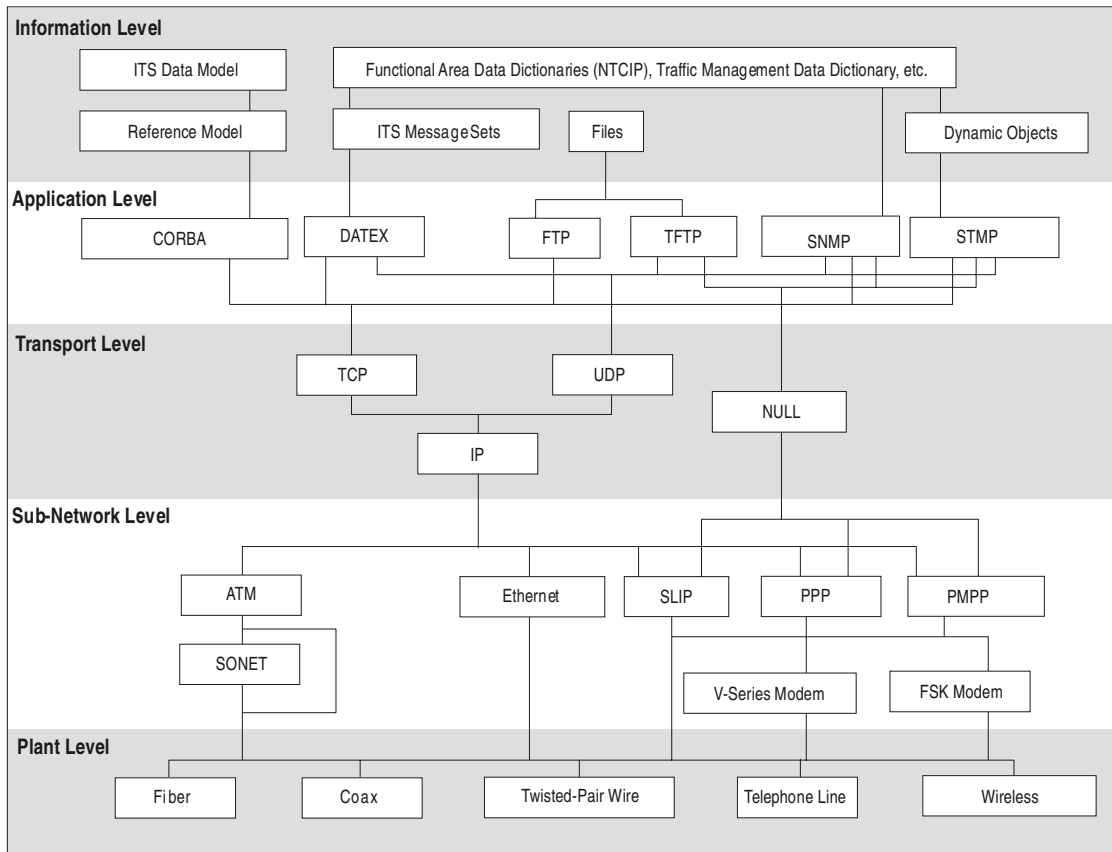 Information Level
ITS Data Model
Functional Area Data Dictionaries (NTCIP), Traffic Management Data Dictionary, etc.
Reference Model
ITS Message Sets
Files
Dynamic Objects
Application Level
CORBA
DATEX
FTP
TFTP
SNMP
STMP
Transport Level
TCP
UDP
NULL
IP
Sub-Network Level
ATM
Ethernet
SLIP
PPP
PMPP
SONET
V-Series Modem
FSK Modem
Plant Level
Fiber
Coax
Twisted-Pair Wire
Telephone Line
Wireless